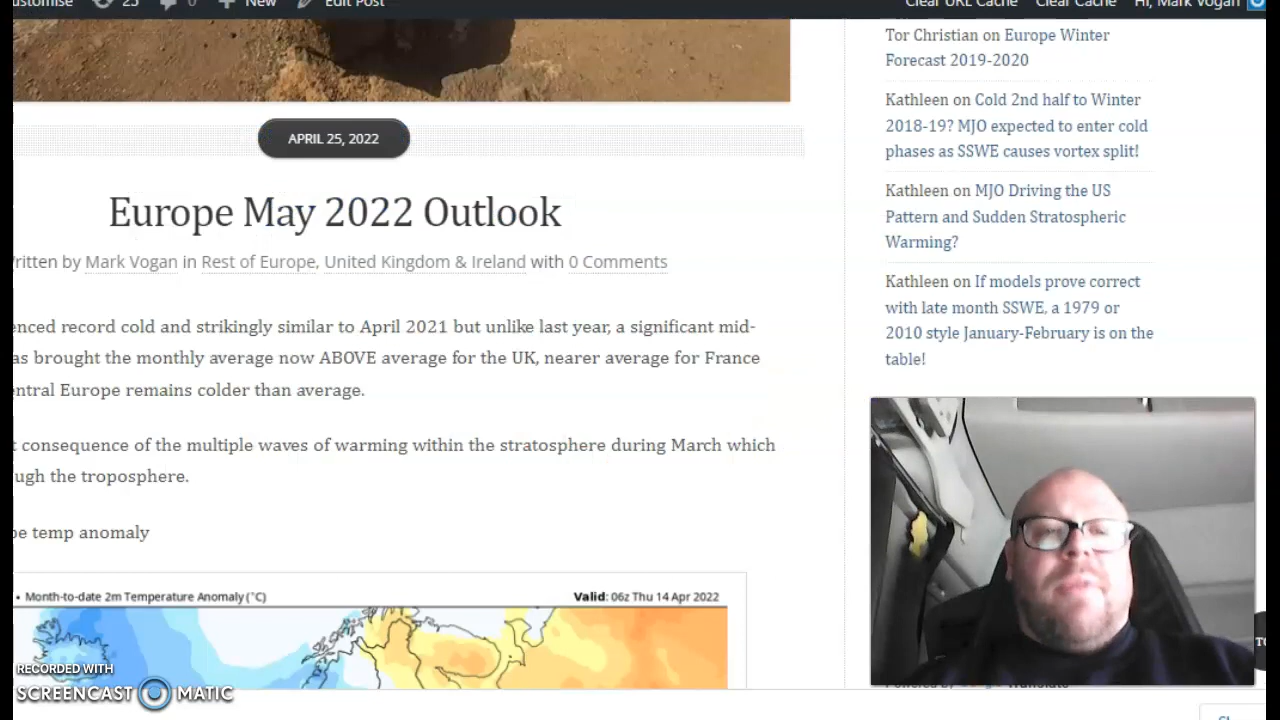 ustomise 25 0 New Edit Post Clear URL Cache Clear Cache Hi, Mark Vogan
APRIL 25, 2022
Europe May 2022 Outlook
ritten by Mark Vogan in Rest of Europe, United Kingdom & Ireland with 0 Comments
enced record cold and strikingly similar to April 2021 but unlike last year, a significant mid-
as brought the monthly average now ABOVE average for the UK, nearer average for France
entral Europe remains colder than average.
t consequence of the multiple waves of warming within the stratosphere during March which
ugh the troposphere.
pe temp anomaly
• Month-to-date 2m Temperature Anomaly (°C) Valid: 06z Thu 14 Apr 2022
RECORDED WITH
SCREENCAST MATIC
Tor Christian on Europe Winter
Forecast 2019-2020
Kathleen on Cold 2nd half to Winter
2018-19? MJO expected to enter cold
phases as SSWE causes vortex split!
Kathleen on MJO Driving the US
Pattern and Sudden Stratospheric
Warming?
Kathleen on If models prove correct
with late month SSWE, a 1979 or
2010 style January-February is on the
table!